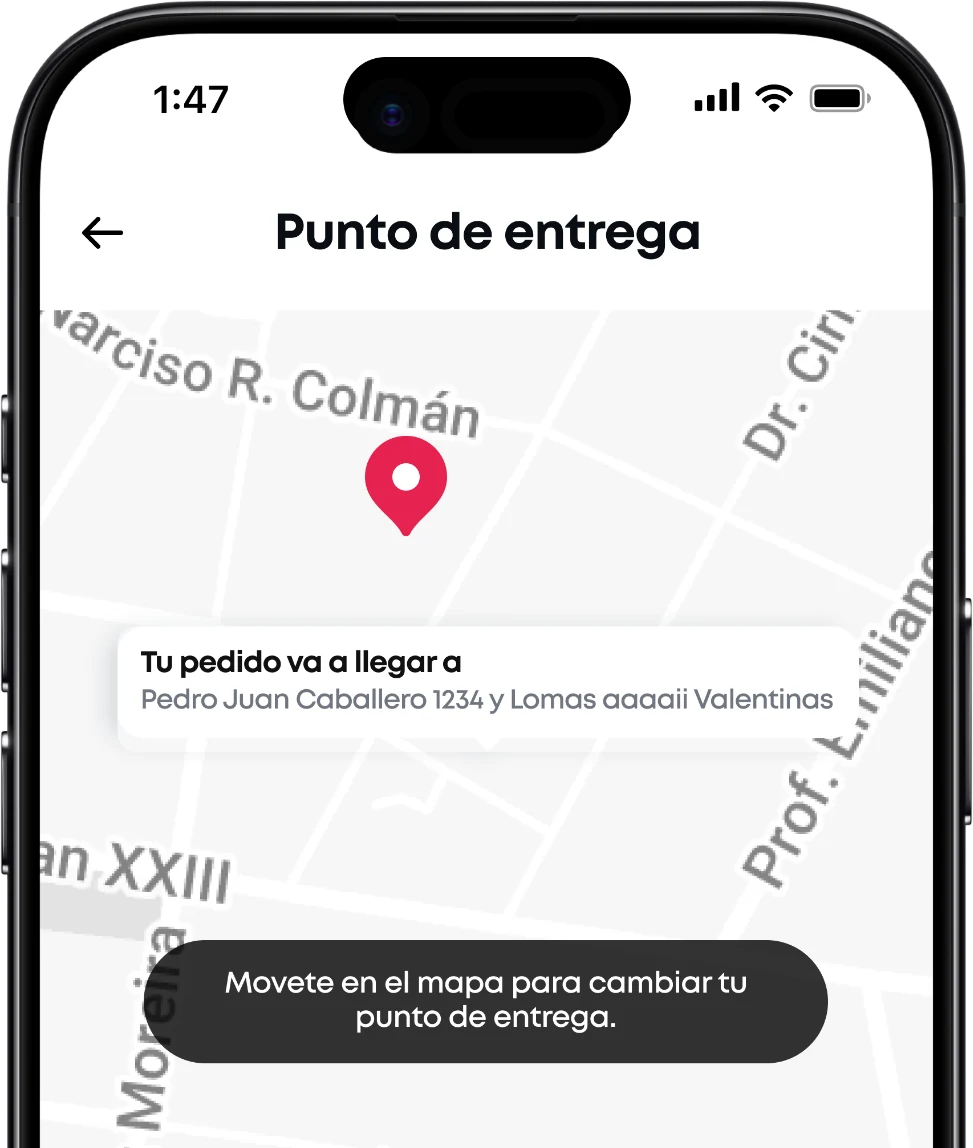 1:47
Punto de entrega
Narciso R. Colmán
Dr. Ciri
Tu pedido va a llegar a
Pedro Juan Caballero 1234 y Lomas aaaaii Valentinas
Prof. Emiliano
an XXIII
Moreira
Movete en el mapa para cambiar tu
punto de entrega.